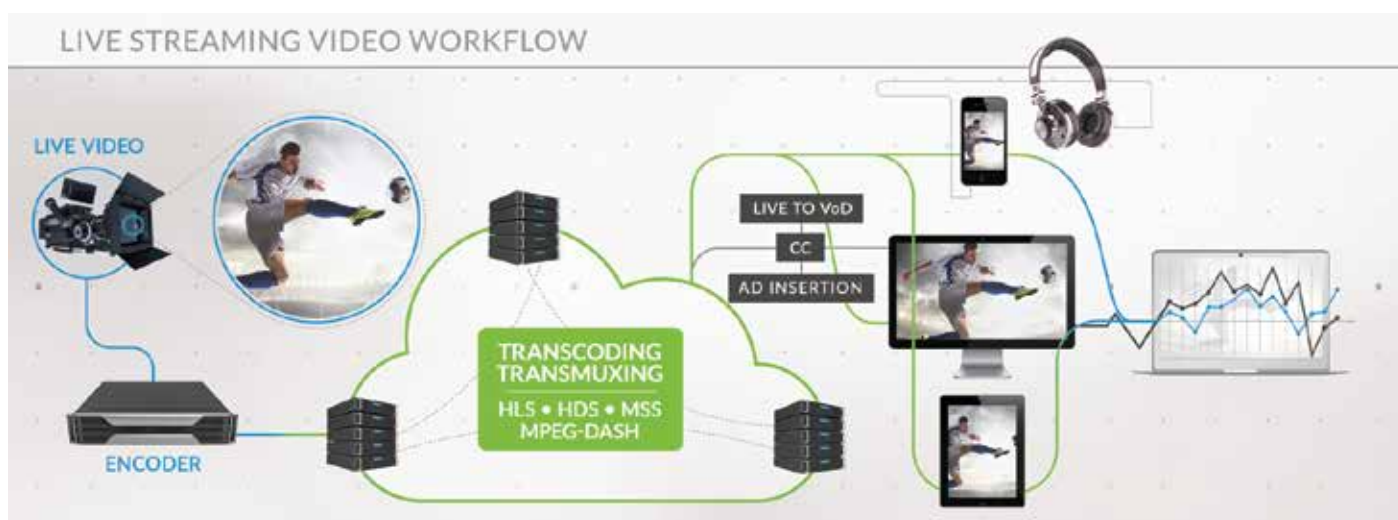 LIVE STREAMING VIDEO WORKFLOW
LIVE VIDEO
ENCODER
TRANSCODING
TRANSMUXING
HLS • HDS • MSS
MPEG-DASH
LIVE TO VoD
CC
AD INSERTION